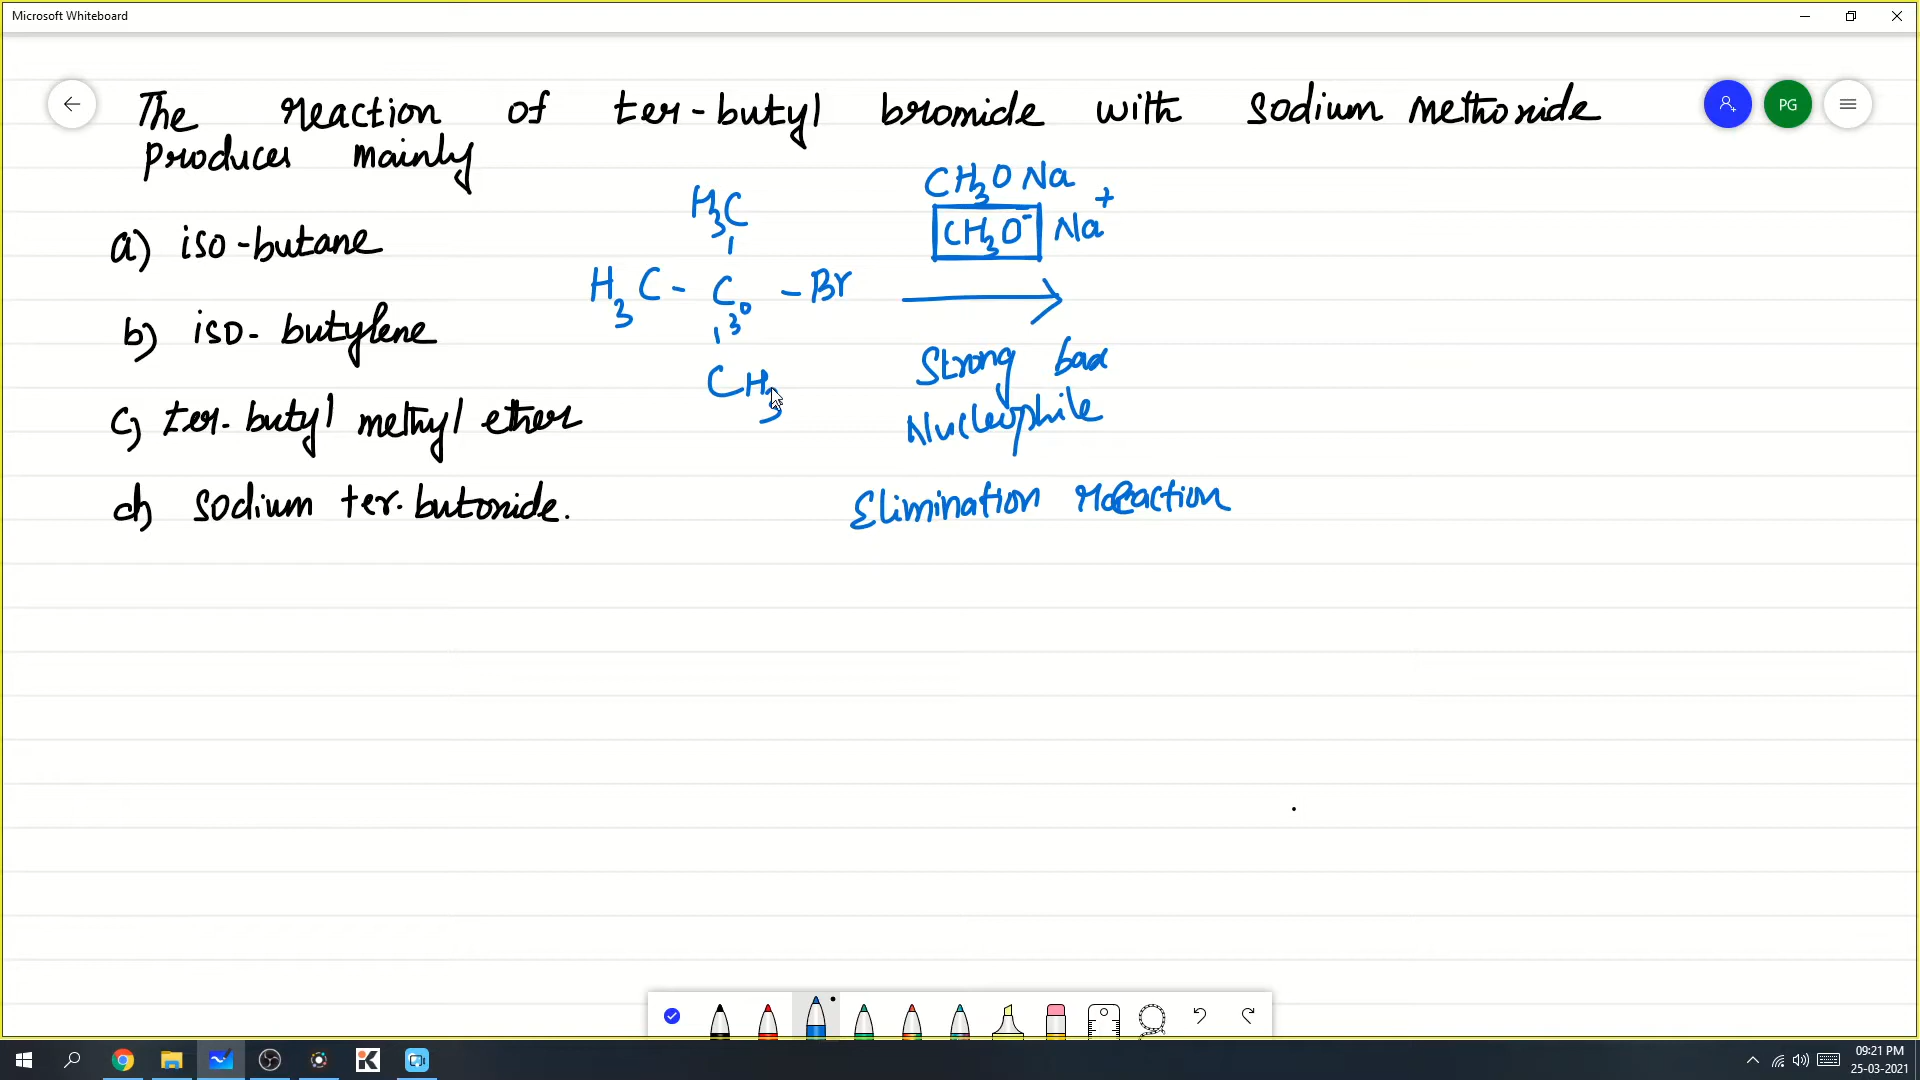 Microsoft Whiteboard
The reaction of ter-butyl bromide with sodium methoxide
produces mainly
PG
CH3O Na
H3C
CH3O- Na+
a) iso-butane
H3C - C - Br
3°
b) iso-butylene
Strong base
CH3
c) ter. butyl methyl ether
Nucleophile
Elimination reaction
d) sodium ter. butoxide.
09:21 PM
25-03-2021